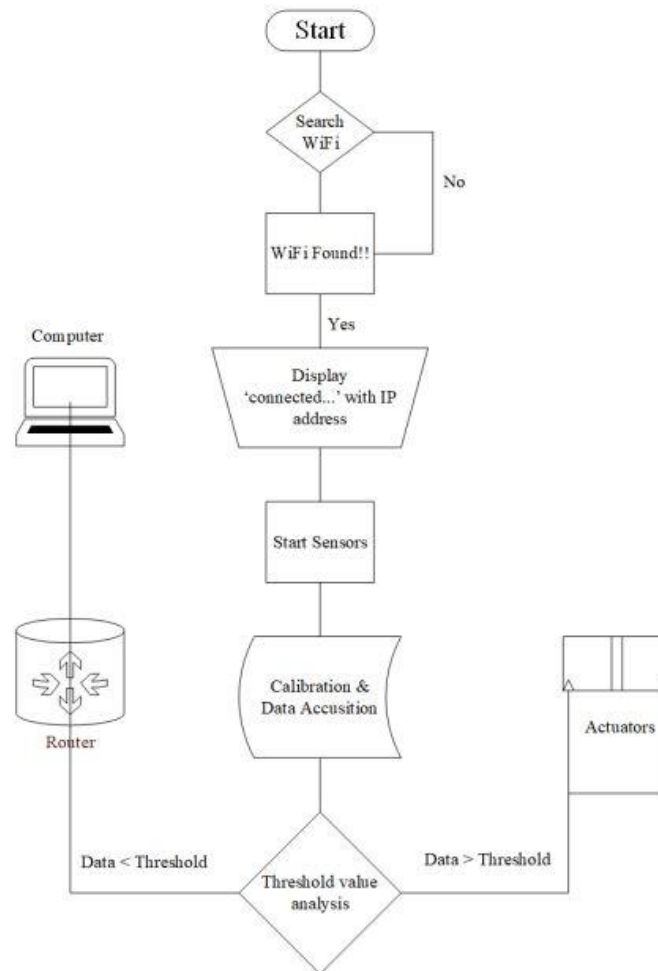 Start
Search
WiFi
No
WiFi Found!!
Yes
Computer
Display
‘connected...’ with IP
address
Start Sensors
Calibration &
Data Accusition
Router
Actuators
Data < Threshold
Data > Threshold
Threshold value
analysis